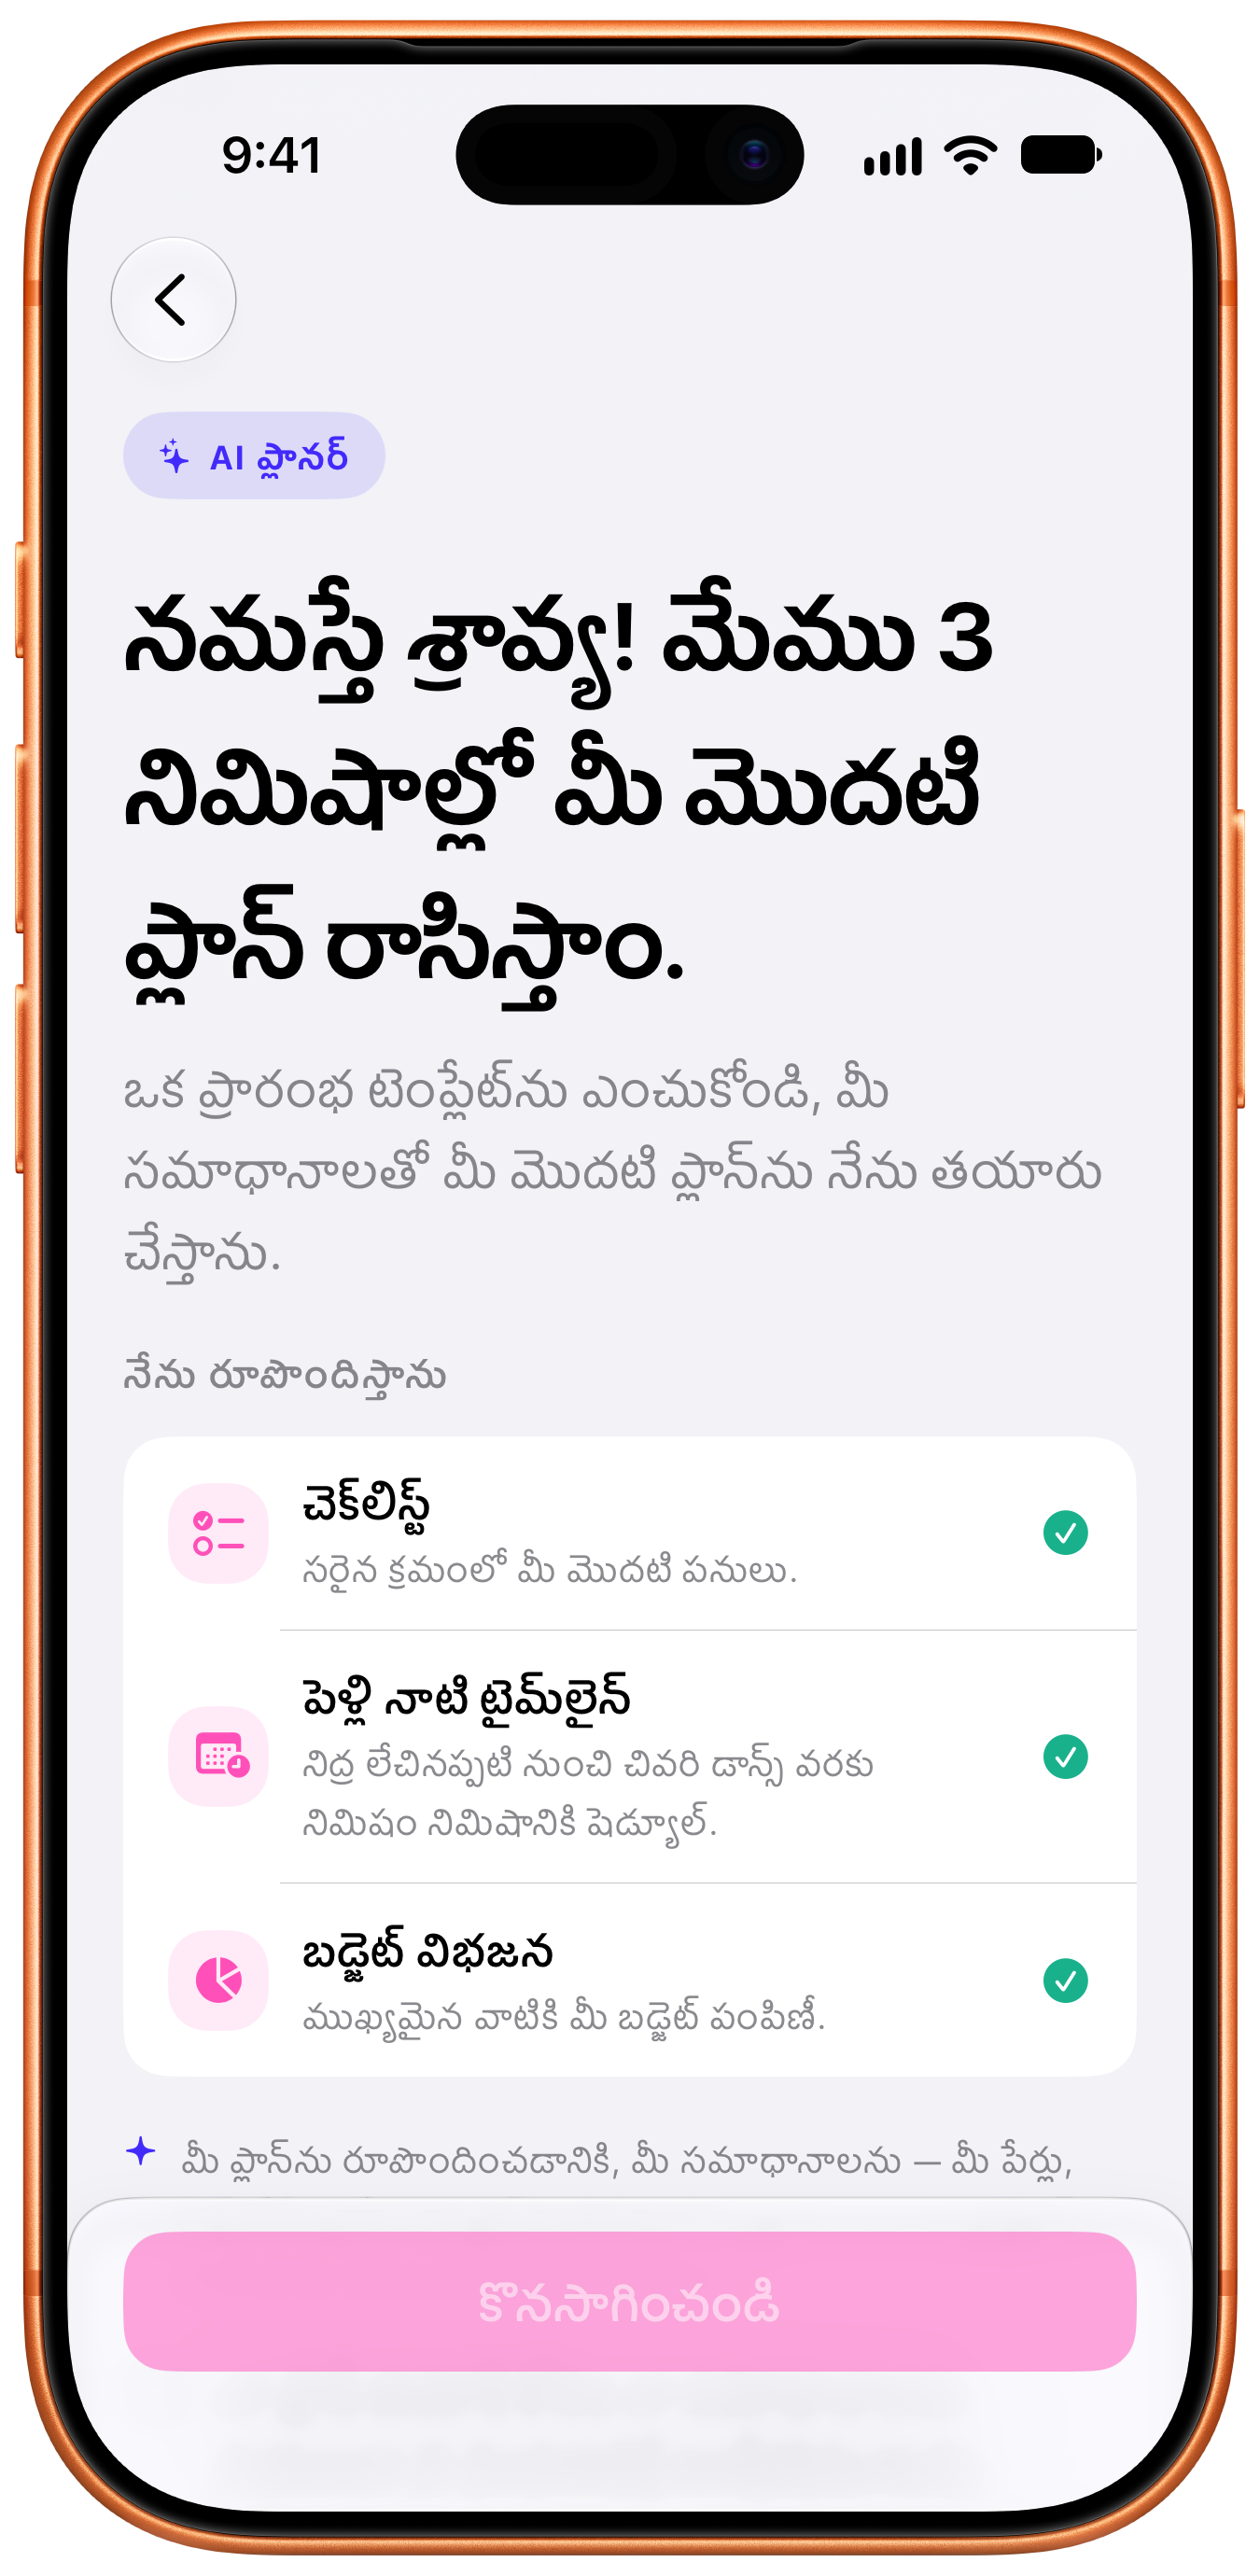 9:41
AI ప్లానర్
నమస్తే శ్రావ్య! మేము 3
నిమిషాల్లో మీ మొదటి
ప్లాన్ రాసిస్తాం.
ఒక ప్రారంభ టెంప్లేట్‌ను ఎంచుకోండి, మీ
సమాధానాలతో మీ మొదటి ప్లాన్‌ను నేను తయారు
చేస్తాను.
నేను రూపొందిస్తాను
చెక్‌లిస్ట్
సరైన క్రమంలో మీ మొదటి పనులు.
పెళ్లి నాటి టైమ్‌లైన్
నిద్ర లేచినప్పటి నుంచి చివరి డాన్స్ వరకు
నిమిషం నిమిషానికి షెడ్యూల్.
బడ్జెట్ విభజన
ముఖ్యమైన వాటికి మీ బడ్జెట్ పంపిణీ.
మీ ప్లాన్‌ను రూపొందించడానికి, మీ సమాధానాలను — మీ పేర్లు,
కొనసాగించండి